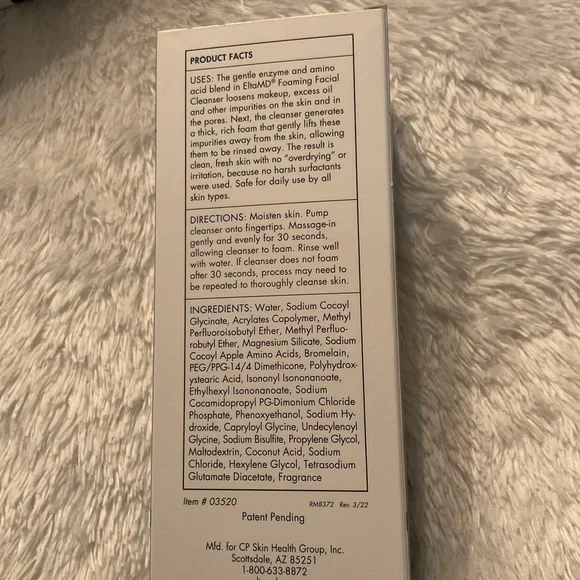 PRODUCT FACTS
USES: The gentle enzyme and amino
acid blend in EltaMD® Foaming Facial
Cleanser loosens makeup, excess oil
and other impurities on the skin and in
the pores. Next, the cleanser generates
a thick, rich foam that gently lifts these
impurities away from the skin, allowing
them to be rinsed away. The result is
clean, fresh skin with no “overdrying” or
irritation, because no harsh surfactants
were used. Safe for daily use by all
skin types.
DIRECTIONS: Moisten skin. Pump
cleanser onto fingertips. Massage-in
gently and evenly for 30 seconds,
allowing cleanser to foam. Rinse well
with water. If cleanser does not foam
after 30 seconds, process may need to
be repeated to thoroughly cleanse skin.
INGREDIENTS: Water, Sodium Cocoyl
Glycinate, Acrylates Copolymer, Methyl
Perfluoroisobutyl Ether, Methyl Perfluo-
robutyl Ether, Magnesium Silicate, Sodium
Cocoyl Apple Amino Acids, Bromelain,
PEG/PPG-14/4 Dimethicone, Polyhydrox-
ystearic Acid, Isononyl Isononanoate,
Ethylhexyl Isononanoate, Sodium
Cocamidopropyl PG-Dimonium Chloride
Phosphate, Phenoxyethanol, Sodium Hy-
droxide, Capryloyl Glycine, Undecylenoyl
Glycine, Sodium Bisulfite, Propylene Glycol,
Maltodextrin, Coconut Acid, Sodium
Chloride, Hexylene Glycol, Tetrasodium
Glutamate Diacetate, Fragrance
Item # 03520 RM8372 Rev. 3/22
Patent Pending
Mfd. for CP Skin Health Group, Inc.
Scottsdale, AZ 85251
1-800-633-8872